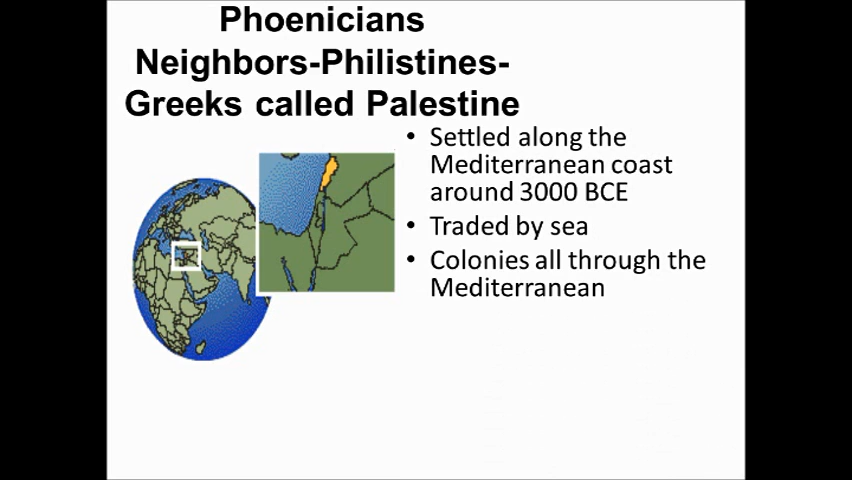 Phoenicians
Neighbors-Philistines-
Greeks called Palestine
• Settled along the
Mediterranean coast
around 3000 BCE
• Traded by sea
• Colonies all through the
Mediterranean